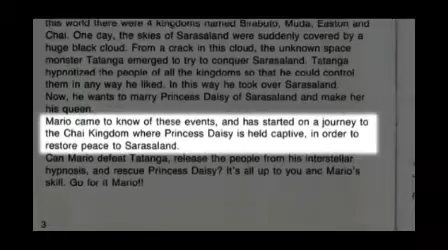 this world there were 4 kingdoms named Birabuto, Muda, Easton and
Chai. One day, the skies of Sarasaland were suddenly covered by a
huge black cloud. From a crack in this cloud, the unknown space
monster Tatanga emerged to try to conquer Sarasaland. Tatanga
hypnotized the people of all the kingdoms so that he could control
them in any way he liked. In this way he took over Sarasaland.
Now, he wants to marry Princess Daisy of Sarasaland and make her
his queen.
Mario came to know of these events, and has started on a journey to
the Chai Kingdom where Princess Daisy is held captive, in order to
restore peace to Sarasaland.
Can Mario defeat Tatanga, release the people from his interstellar
hypnosis, and rescue Princess Daisy? It's all up to you and Mario's
skill. Go for it Mario!!
3